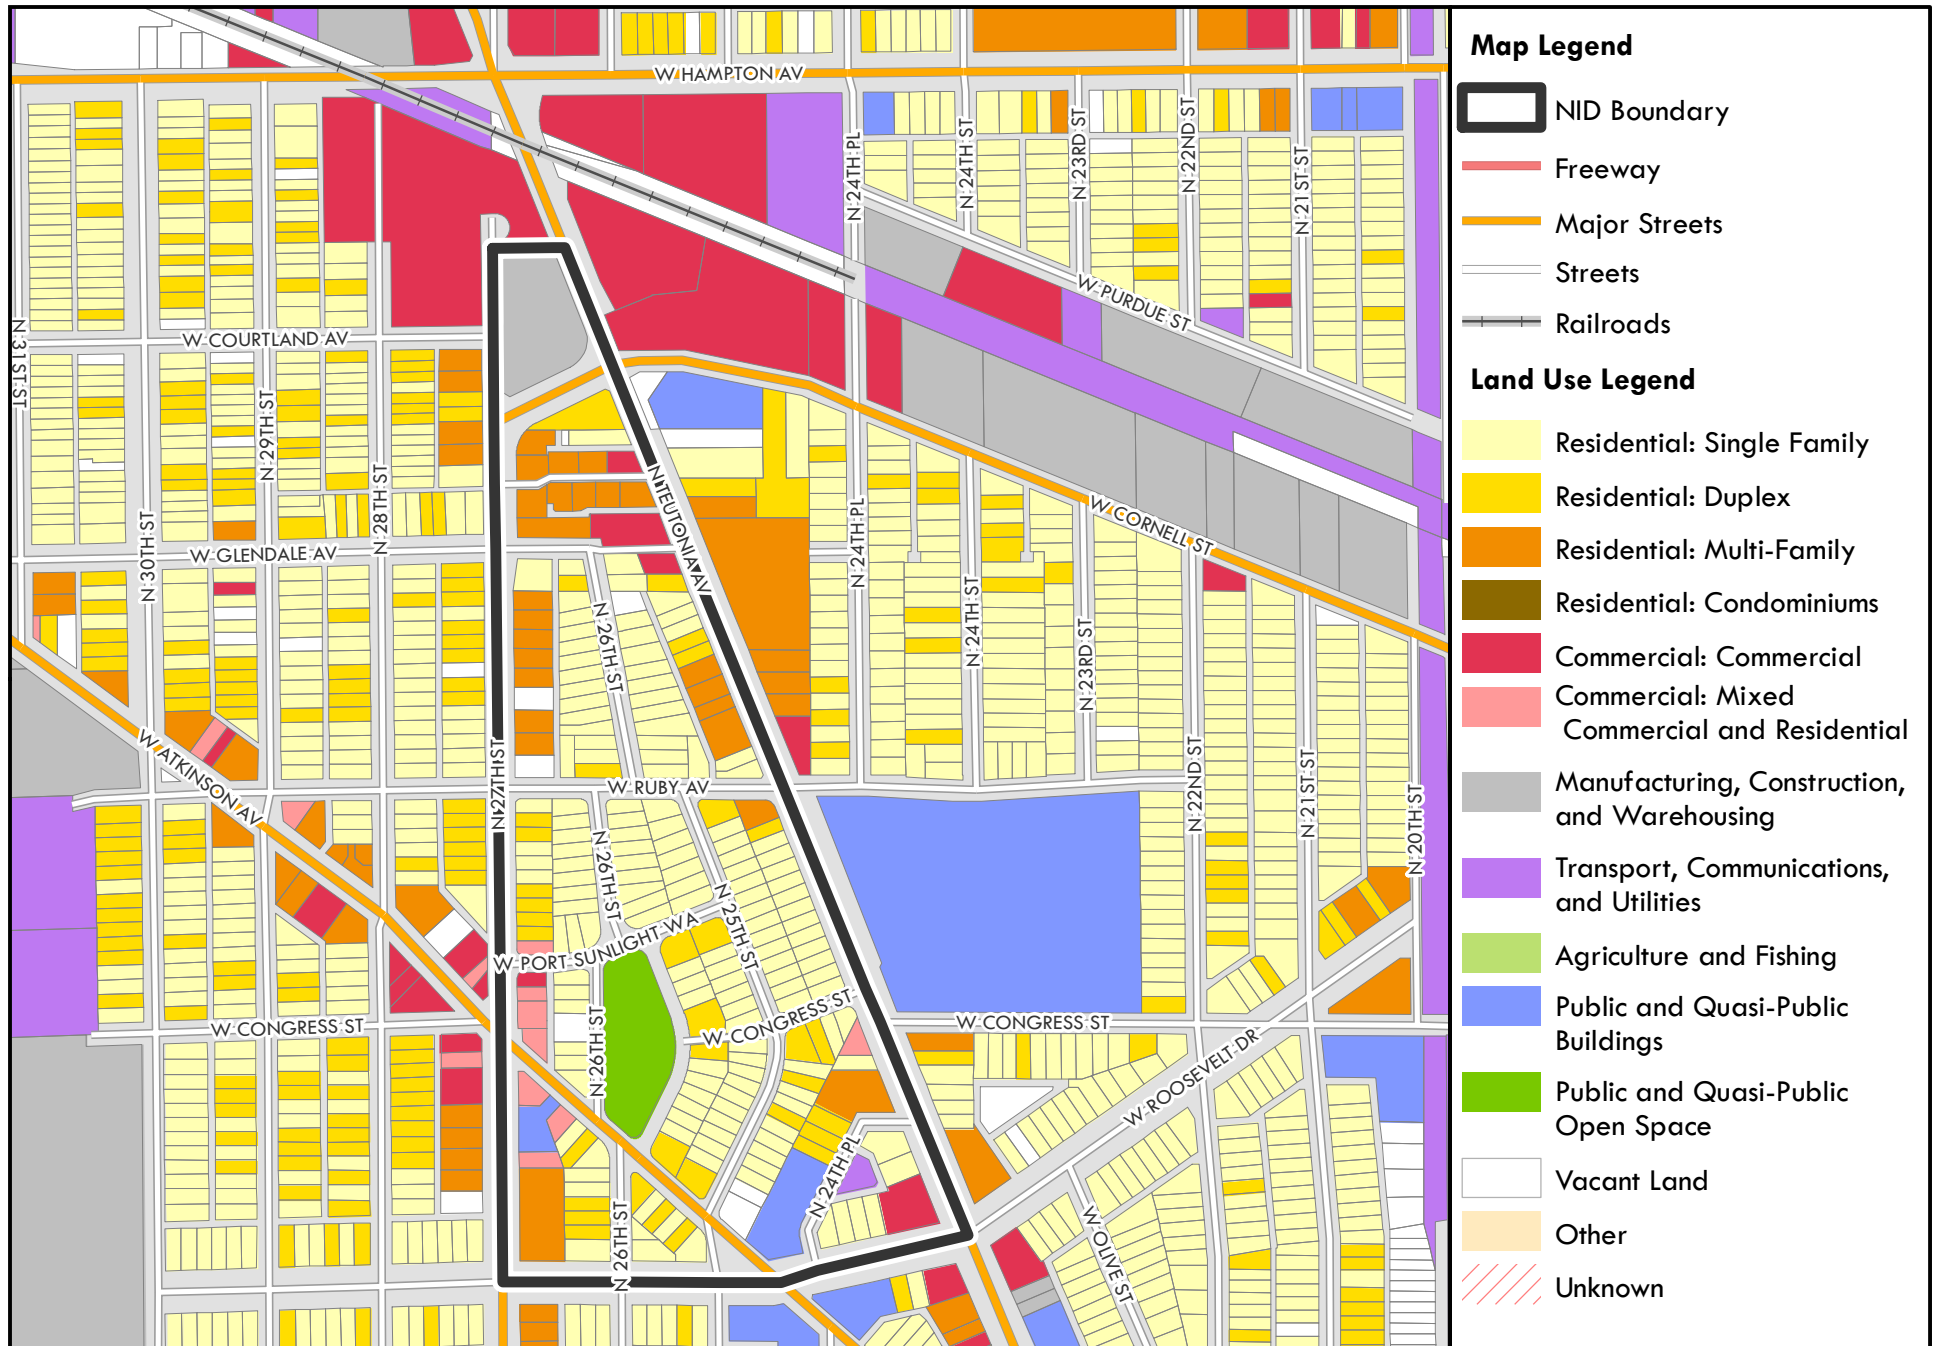 W HAMPTON AV
N 24TH PL
N 24TH ST
N 23RD ST
N 22ND ST
N 21ST ST
W PURDUE ST
N 31ST ST
W COURTLAND AV
N 29TH ST
N 28TH ST
N 30TH ST
W GLENDALE AV
N TEUTONIA AV
N 24TH PL
W CORNELL ST
N 26TH ST
N 24TH ST
N 23RD ST
W ATKINSON AV
N 27TH ST
W RUBY AV
N 22ND ST
N 21ST ST
N 20TH ST
N 26TH ST
N 25TH ST
W PORT SUNLIGHT WA
W CONGRESS ST
W CONGRESS ST
W CONGRESS ST
N 26TH ST
W ROOSEVELT DR
N 24TH PL
N 26TH ST
W OLIVE ST
Map Legend
NID Boundary
Freeway
Major Streets
Streets
Railroads
Land Use Legend
Residential: Single Family
Residential: Duplex
Residential: Multi-Family
Residential: Condominiums
Commercial: Commercial
Commercial: Mixed
Commercial and Residential
Manufacturing, Construction,
and Warehousing
Transport, Communications,
and Utilities
Agriculture and Fishing
Public and Quasi-Public
Buildings
Public and Quasi-Public
Open Space
Vacant Land
Other
Unknown